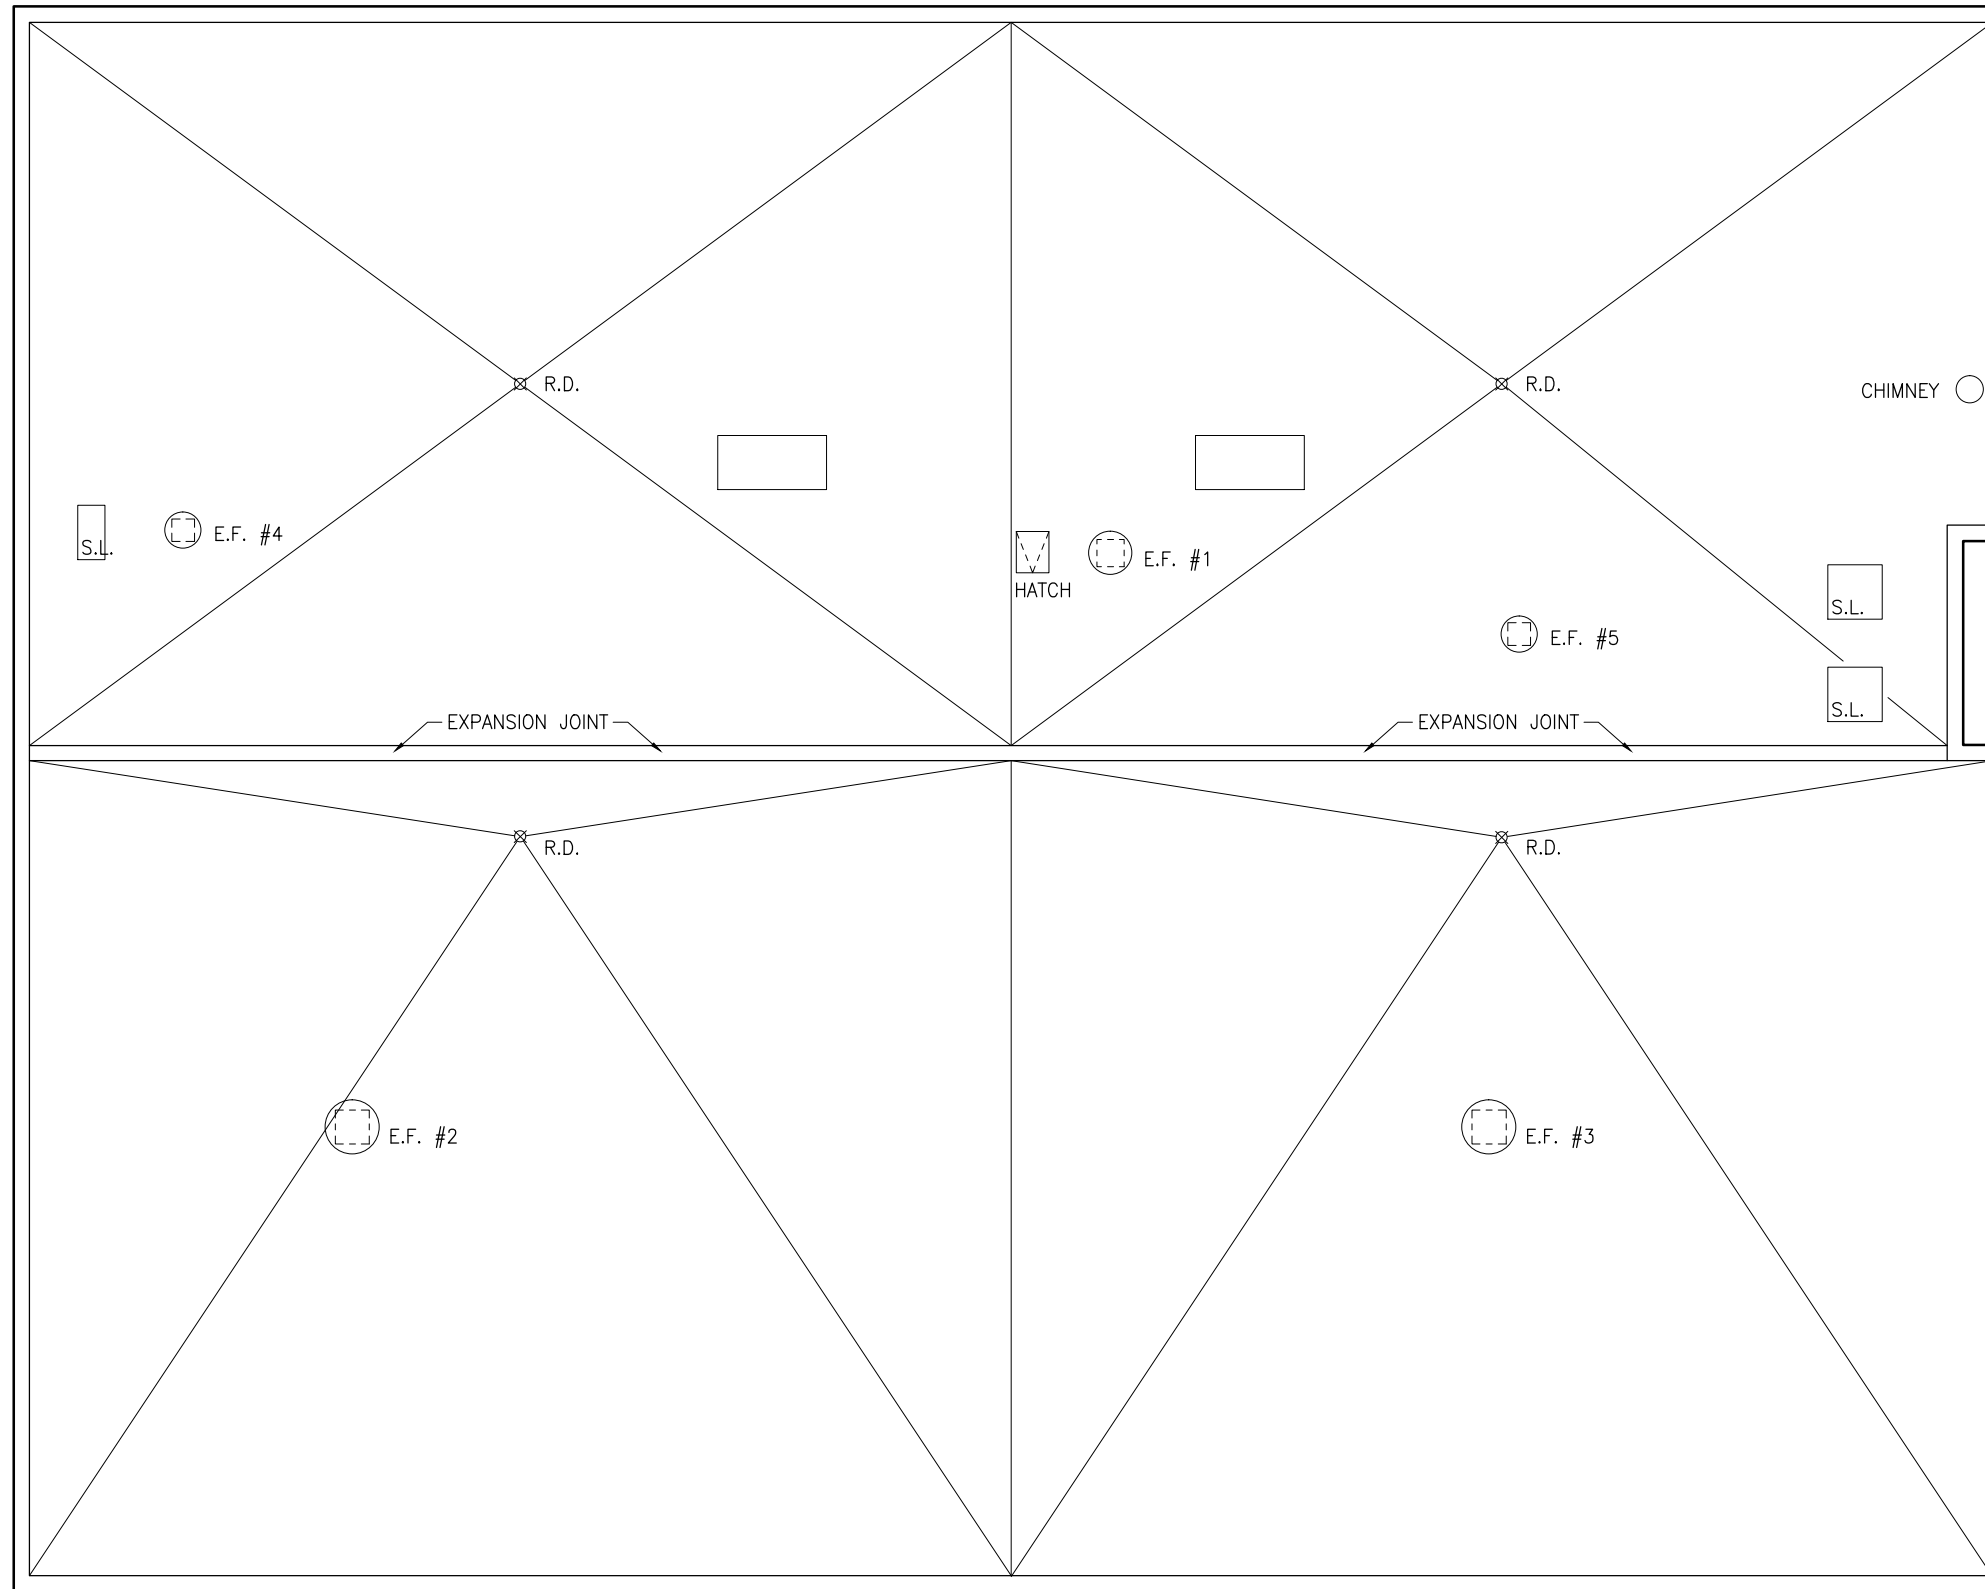 R.D.
R.D.
CHIMNEY
S.L.
E.F. #4
E.F. #1
HATCH
S.L.
E.F. #5
S.L.
EXPANSION JOINT
EXPANSION JOINT
R.D.
R.D.
E.F. #2
E.F. #3